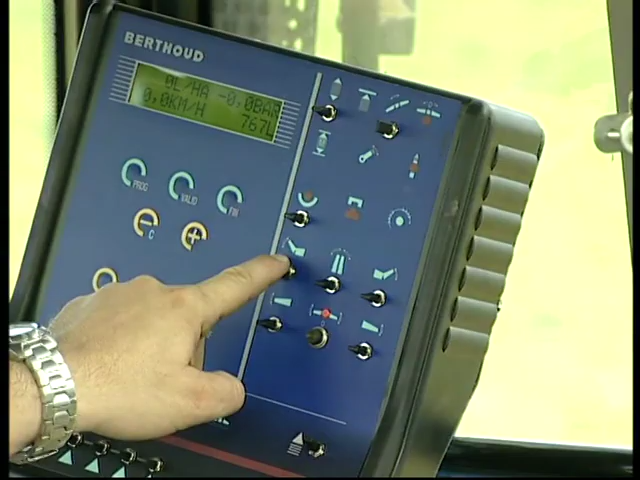 BERTHOUD
0L/HA -0,0BAR
0,0KM/H 767L
PROG VALID FIN
C